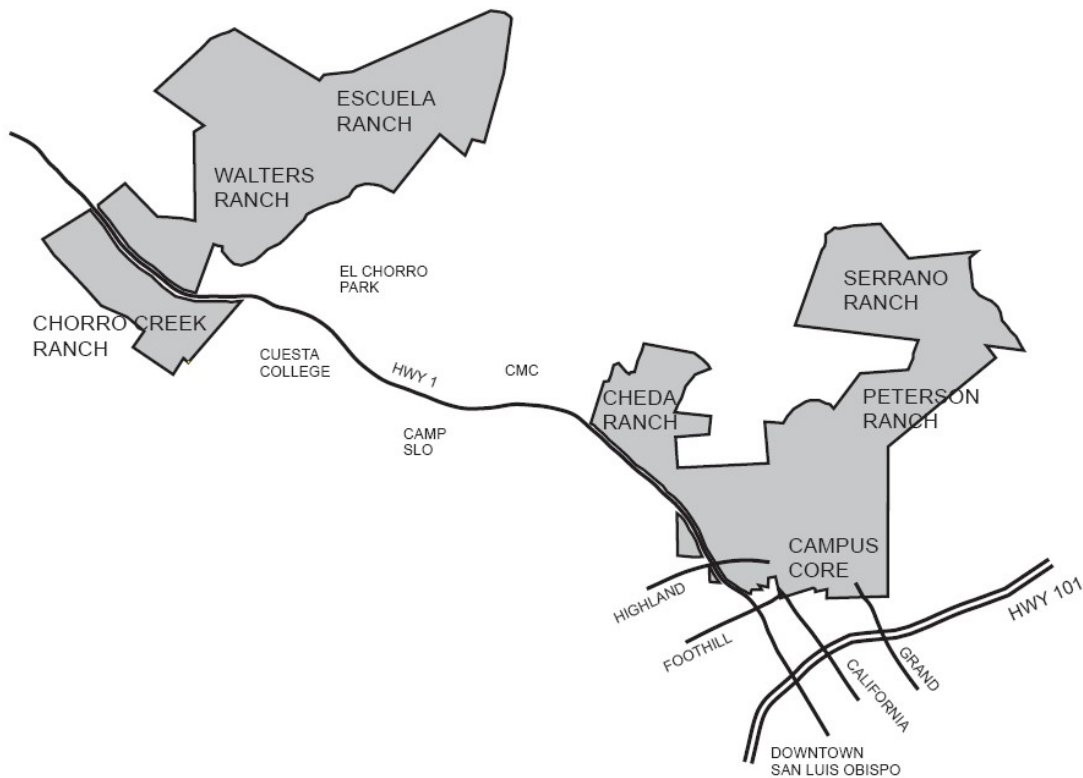 ESCUELA
RANCH
WALTERS
RANCH
SERRANO
RANCH
EL CHORRO
PARK
CHORRO CREEK
RANCH
CUESTA
COLLEGE
HWY 1
CMC
CHEDA
RANCH
PETERSON
RANCH
CAMP
SLO
CAMPUS
CORE
HIGHLAND
HWY 101
FOOTHILL
GRAND
CALIFORNIA
DOWNTOWN
SAN LUIS OBISPO